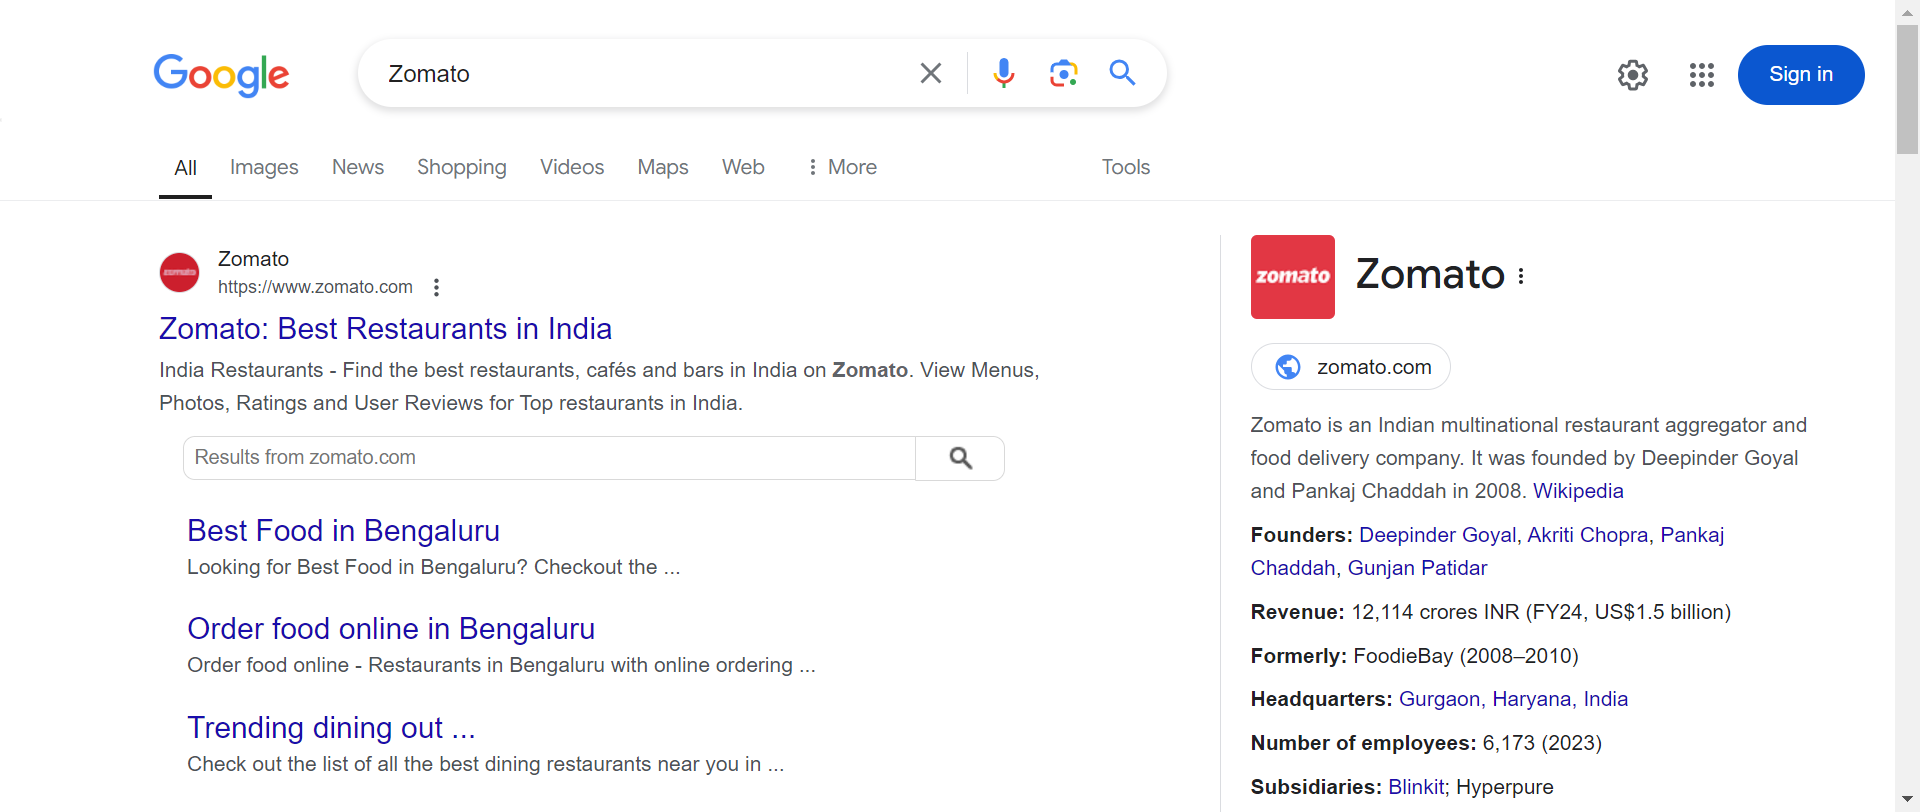 Google
Zomato
Sign in
All Images News Shopping Videos Maps Web More Tools
zomato
Zomato
https://www.zomato.com
Zomato: Best Restaurants in India
India Restaurants - Find the best restaurants, cafés and bars in India on Zomato. View Menus,
Photos, Ratings and User Reviews for Top restaurants in India.
Results from zomato.com
Best Food in Bengaluru
Looking for Best Food in Bengaluru? Checkout the ...
Order food online in Bengaluru
Order food online - Restaurants in Bengaluru with online ordering ...
Trending dining out ...
Check out the list of all the best dining restaurants near you in ...
zomato
Zomato
zomato.com
Zomato is an Indian multinational restaurant aggregator and
food delivery company. It was founded by Deepinder Goyal
and Pankaj Chaddah in 2008. Wikipedia
Founders: Deepinder Goyal, Akriti Chopra, Pankaj
Chaddah, Gunjan Patidar
Revenue: 12,114 crores INR (FY24, US$1.5 billion)
Formerly: FoodieBay (2008–2010)
Headquarters: Gurgaon, Haryana, India
Number of employees: 6,173 (2023)
Subsidiaries: Blinkit; Hyperpure